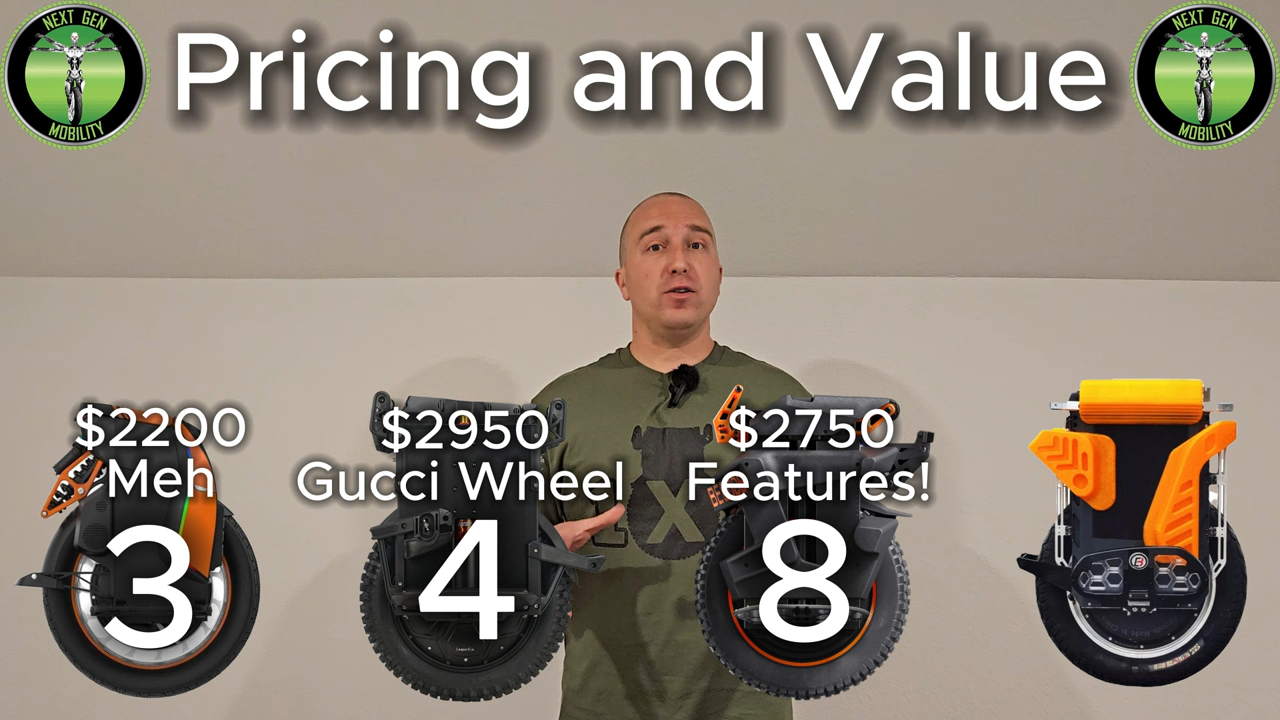 NEXT GEN
MOBILITY
Pricing and Value
NEXT GEN
MOBILITY
$2200
Meh
3
$2950
Gucci Wheel
4
$2750
Features!
8
X